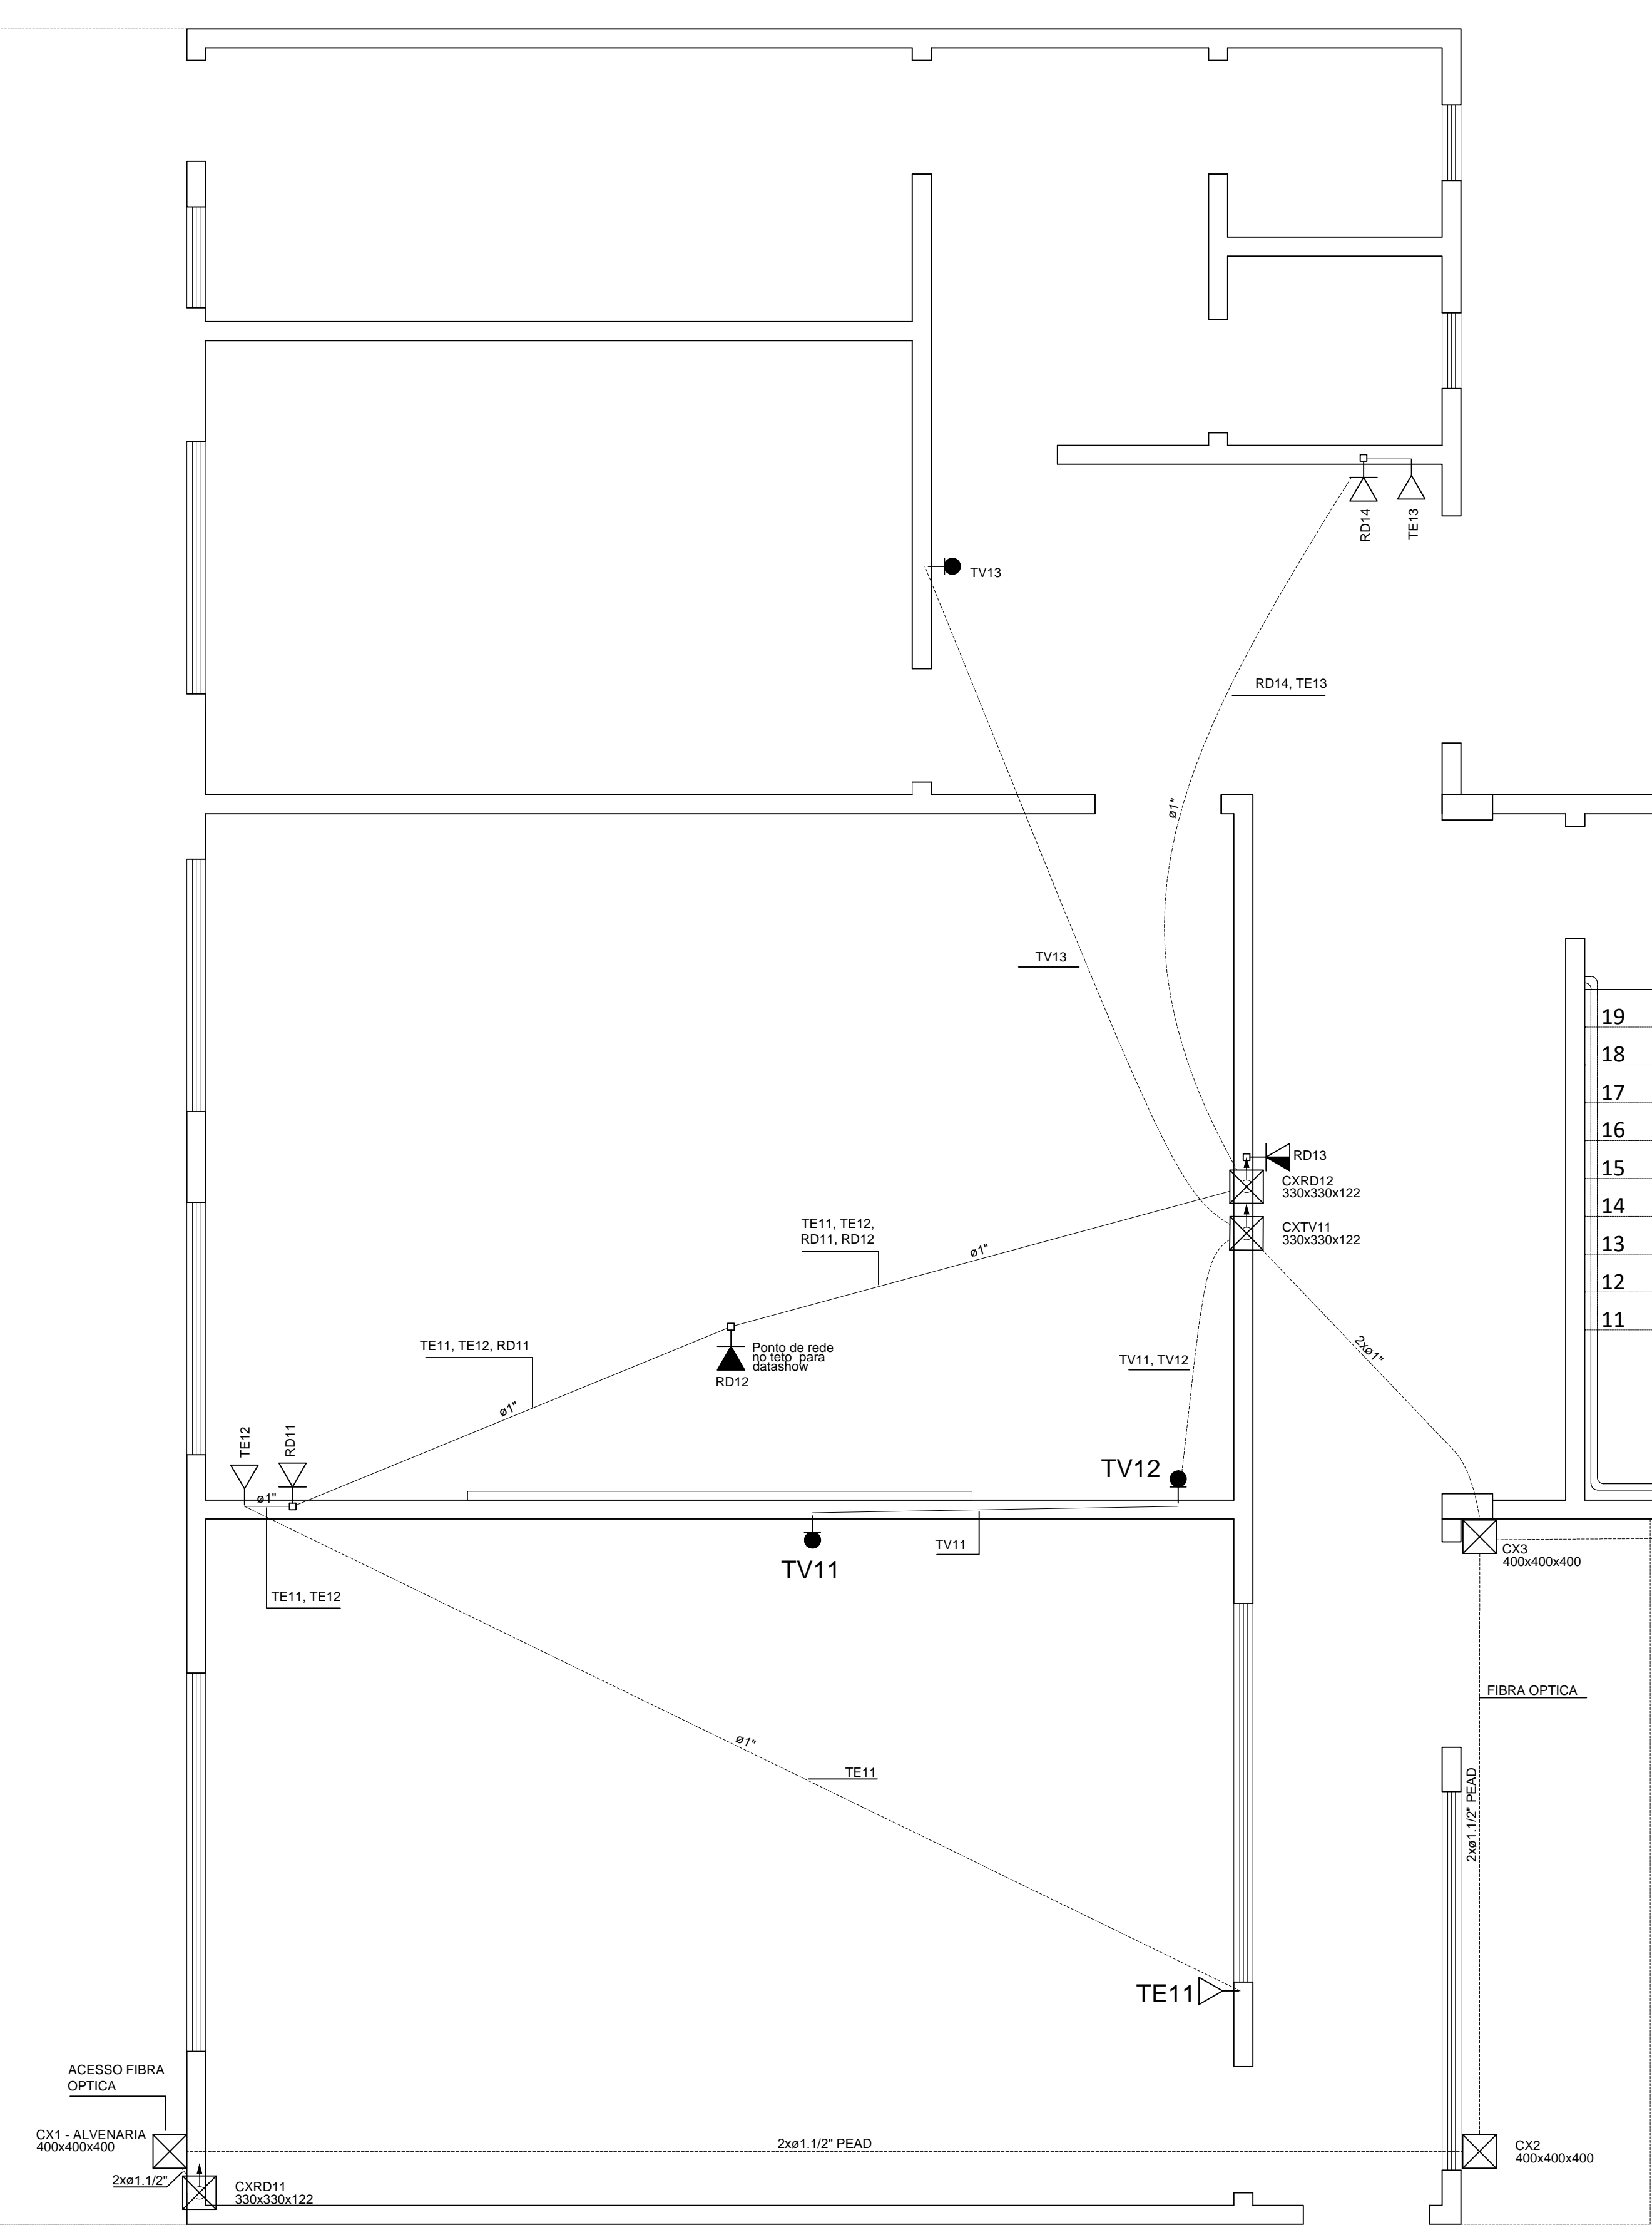 RD14
TE13
TV13
RD14, TE13
ø1"
TV13
19
18
17
16
15
14
13
12
11
RD13
CXRD12
330x330x122
CXTV11
330x330x122
TE11, TE12,
RD11, RD12
ø1"
Ponto de rede
no teto para
datashow
RD12
TE11, TE12, RD11
ø1"
TV11, TV12
2xø1"
TE12
RD11
ø1"
TV12
TV11
TV11
TE11, TE12
CX3
400x400x400
FIBRA OPTICA
2xø1.1/2" PEAD
ø1"
TE11
TE11
ACESSO FIBRA
OPTICA
CX1 - ALVENARIA
400x400x400
2xø1.1/2"
CXRD11
330x330x122
2xø1.1/2" PEAD
CX2
400x400x400